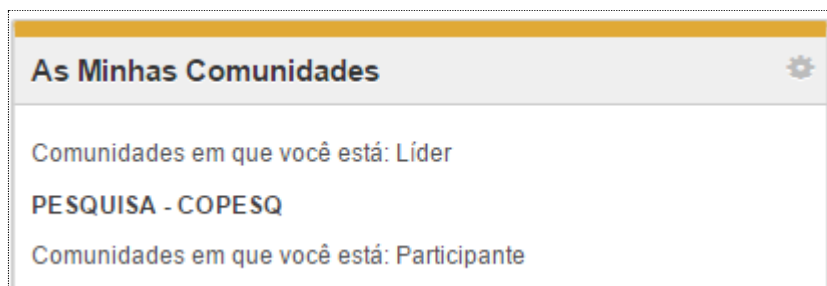 As Minhas Comunidades
Comunidades em que você está: Líder
PESQUISA - COPESQ
Comunidades em que você está: Participante